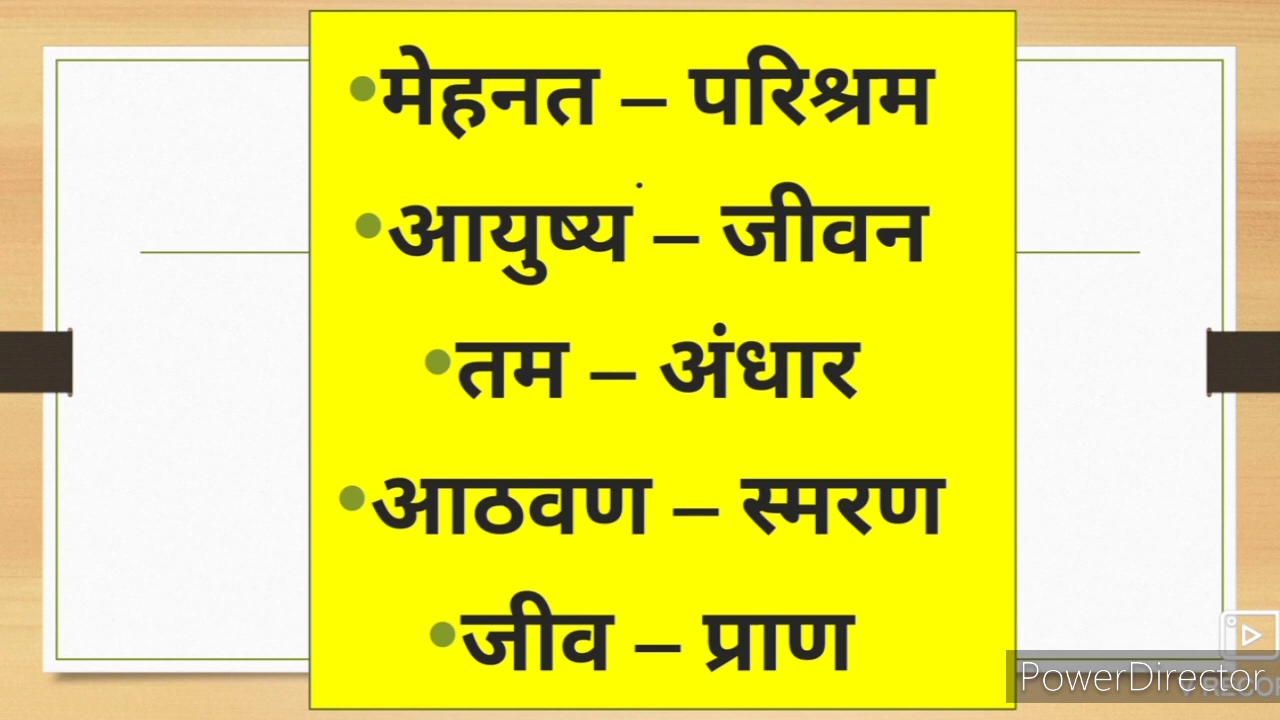 •मेहनत – परिश्रम
•आयुष्य – जीवन
•तम – अंधार
•आठवण – स्मरण
•जीव – प्राण
PowerDirector